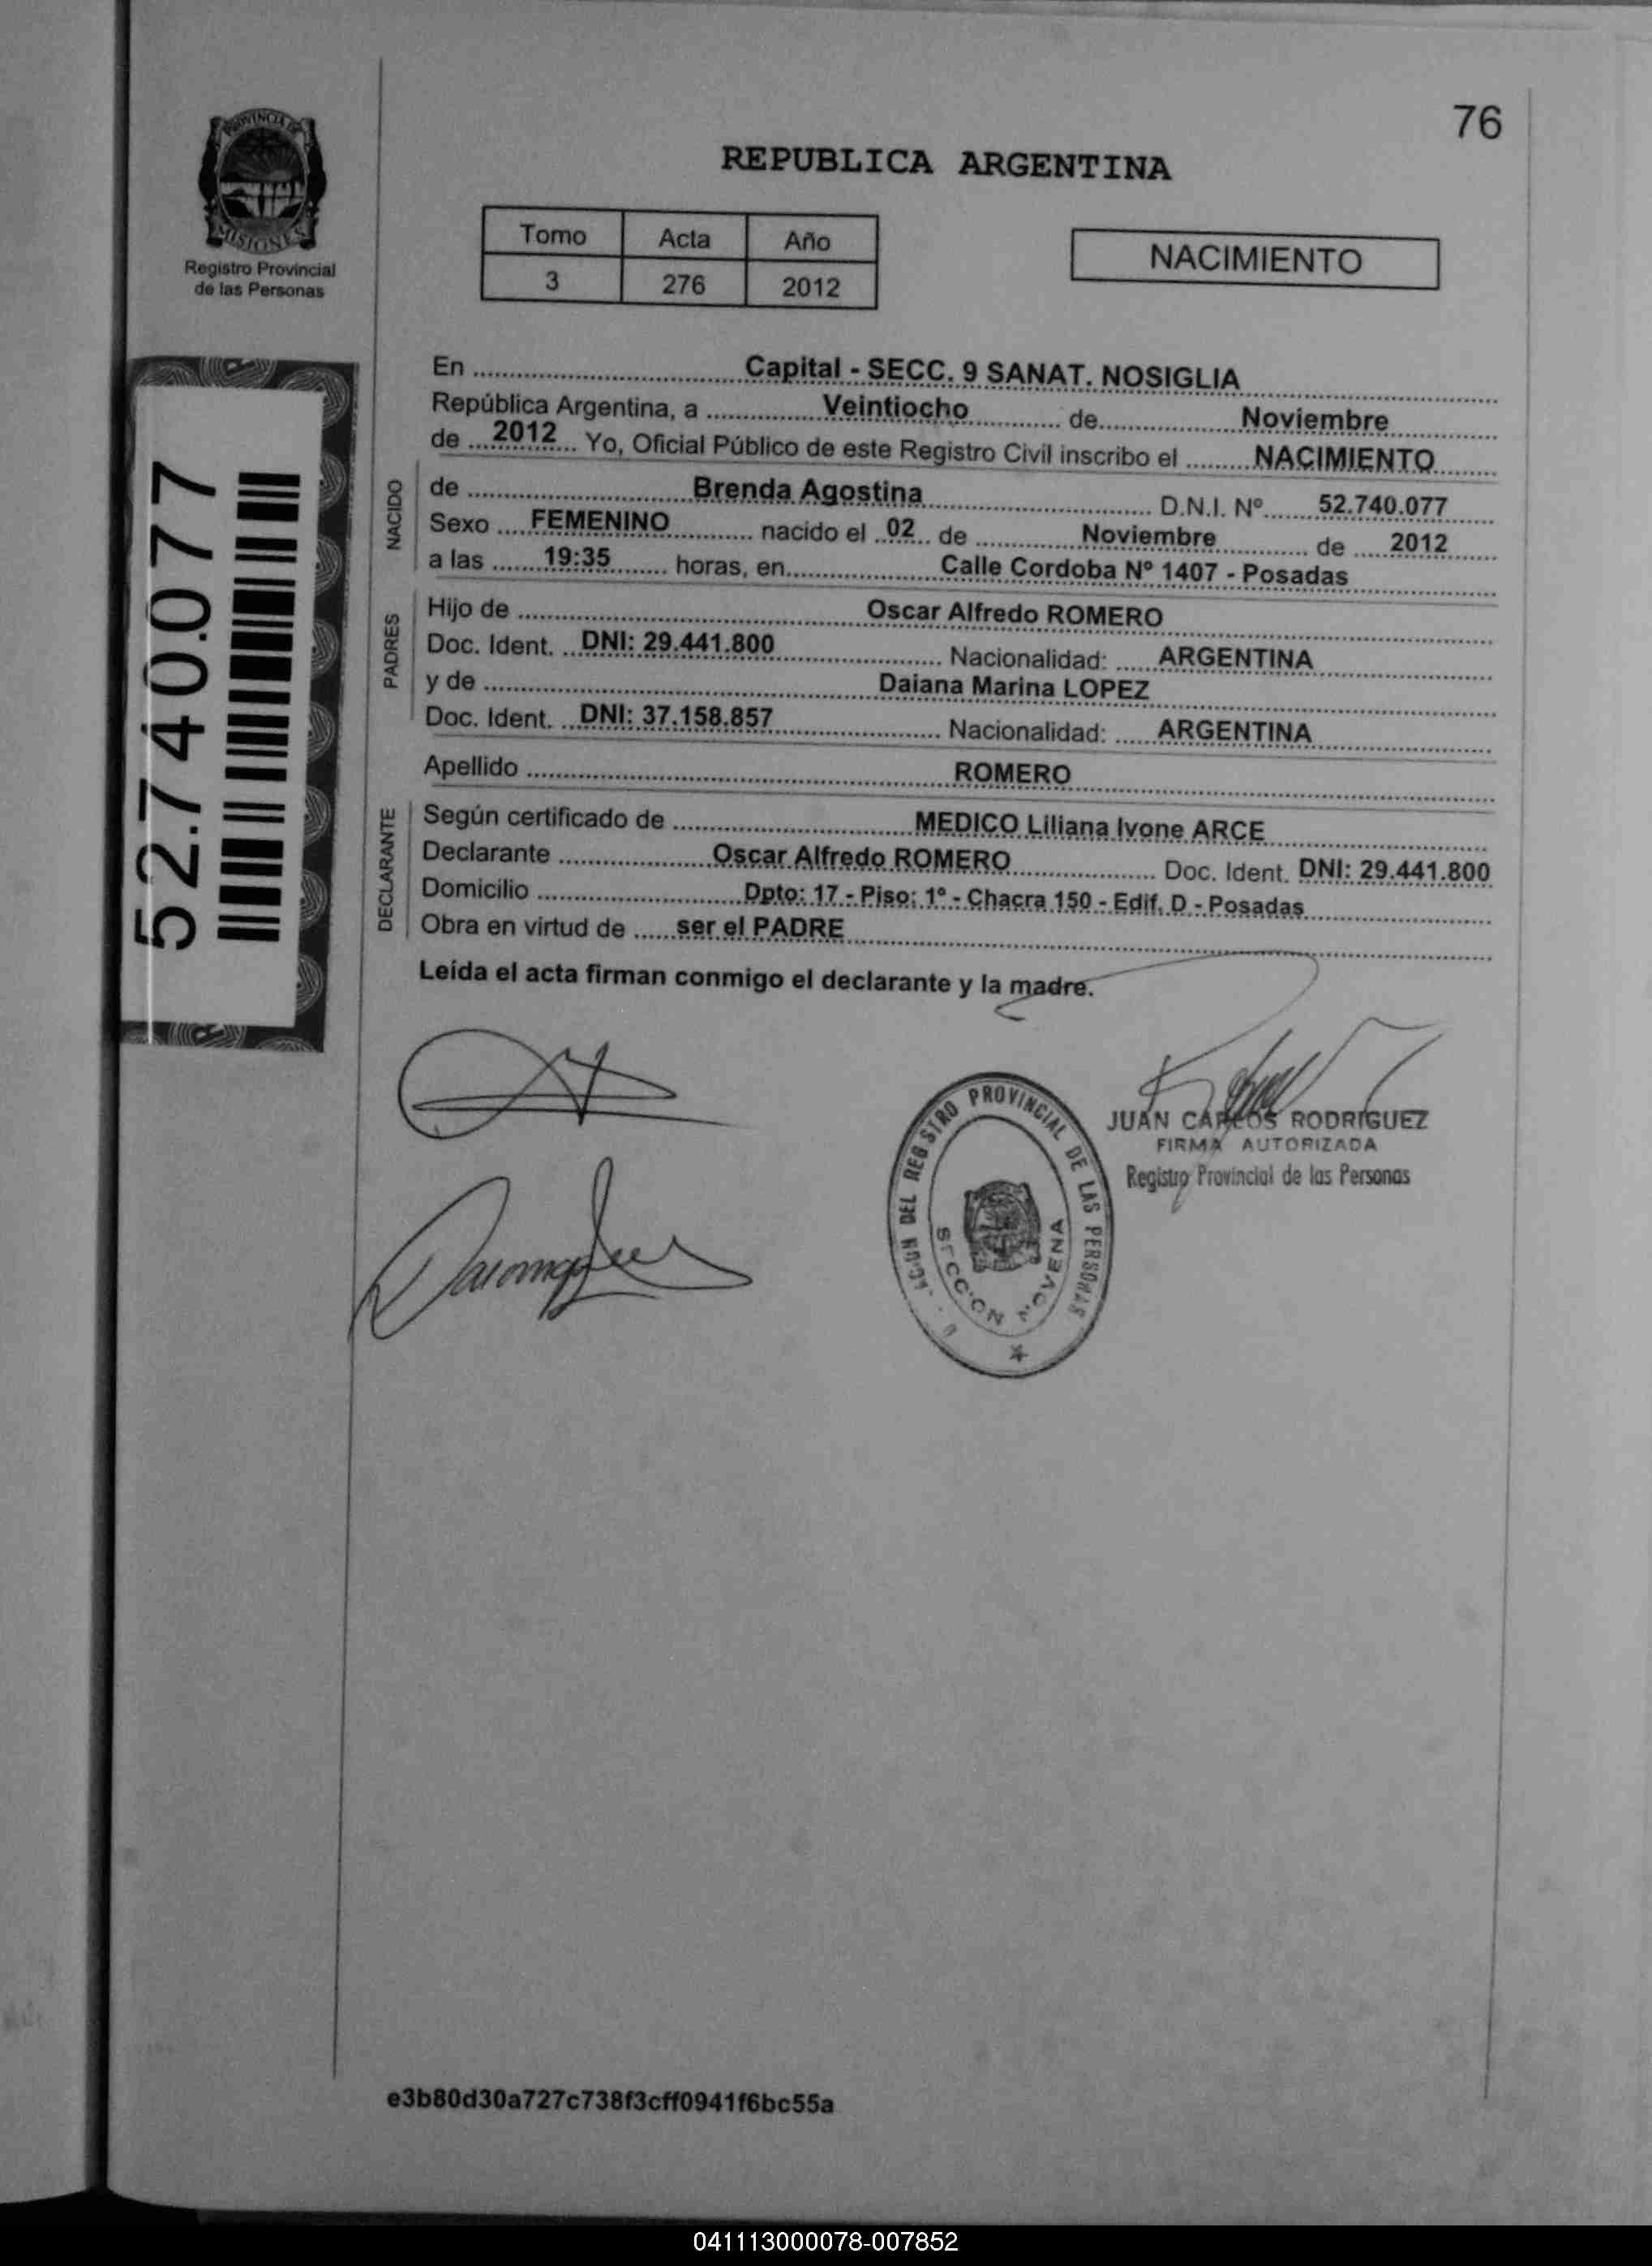 76
REPUBLICA ARGENTINA
PROVINCIA DE
MISIONES
Registro Provincial
de las Personas
Tomo Acta Año
3 276 2012
NACIMIENTO
52.740.077
En Capital - SECC. 9 SANAT. NOSIGLIA
República Argentina, a Veintiocho de Noviembre
de 2012 Yo, Oficial Público de este Registro Civil inscribo el NACIMIENTO
NACIDO
de Brenda Agostina D.N.I. Nº 52.740.077
Sexo FEMENINO nacido el 02 de Noviembre de 2012
a las 19:35 horas, en Calle Cordoba Nº 1407 - Posadas
PADRES
Hijo de Oscar Alfredo ROMERO
Doc. Ident. DNI: 29.441.800 Nacionalidad: ARGENTINA
y de Daiana Marina LOPEZ
Doc. Ident. DNI: 37.158.857 Nacionalidad: ARGENTINA
Apellido ROMERO
DECLARANTE
Según certificado de MEDICO Liliana Ivone ARCE
Declarante Oscar Alfredo ROMERO Doc. Ident. DNI: 29.441.800
Domicilio Dpto: 17 - Piso: 1º - Chacra 150 - Edif. D - Posadas
Obra en virtud de ser el PADRE
Leída el acta firman conmigo el declarante y la madre.
DEL REGISTRO PROVINCIAL DE LAS PERSONAS
SECCION NOVENA
JUAN CARLOS RODRIGUEZ
FIRMA AUTORIZADA
Registro Provincial de las Personas
e3b80d30a727c738f3cff0941f6bc55a
041113000078-007852